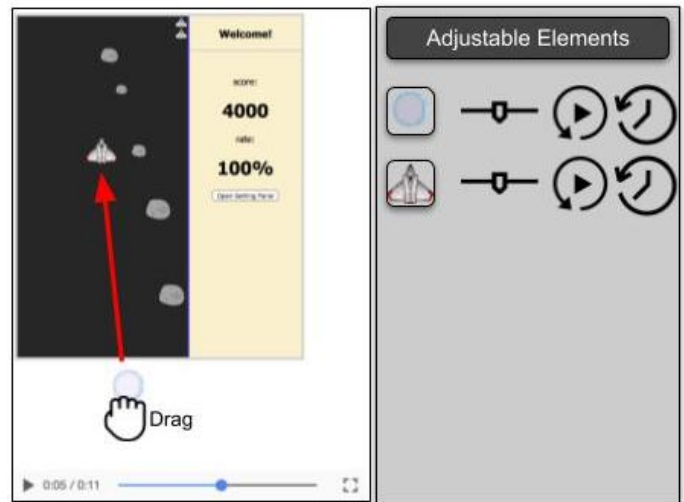 Welcome!
score:
4000
rate:
100%
Open Setting Panel
Drag
0:05 / 0:11
Adjustable Elements